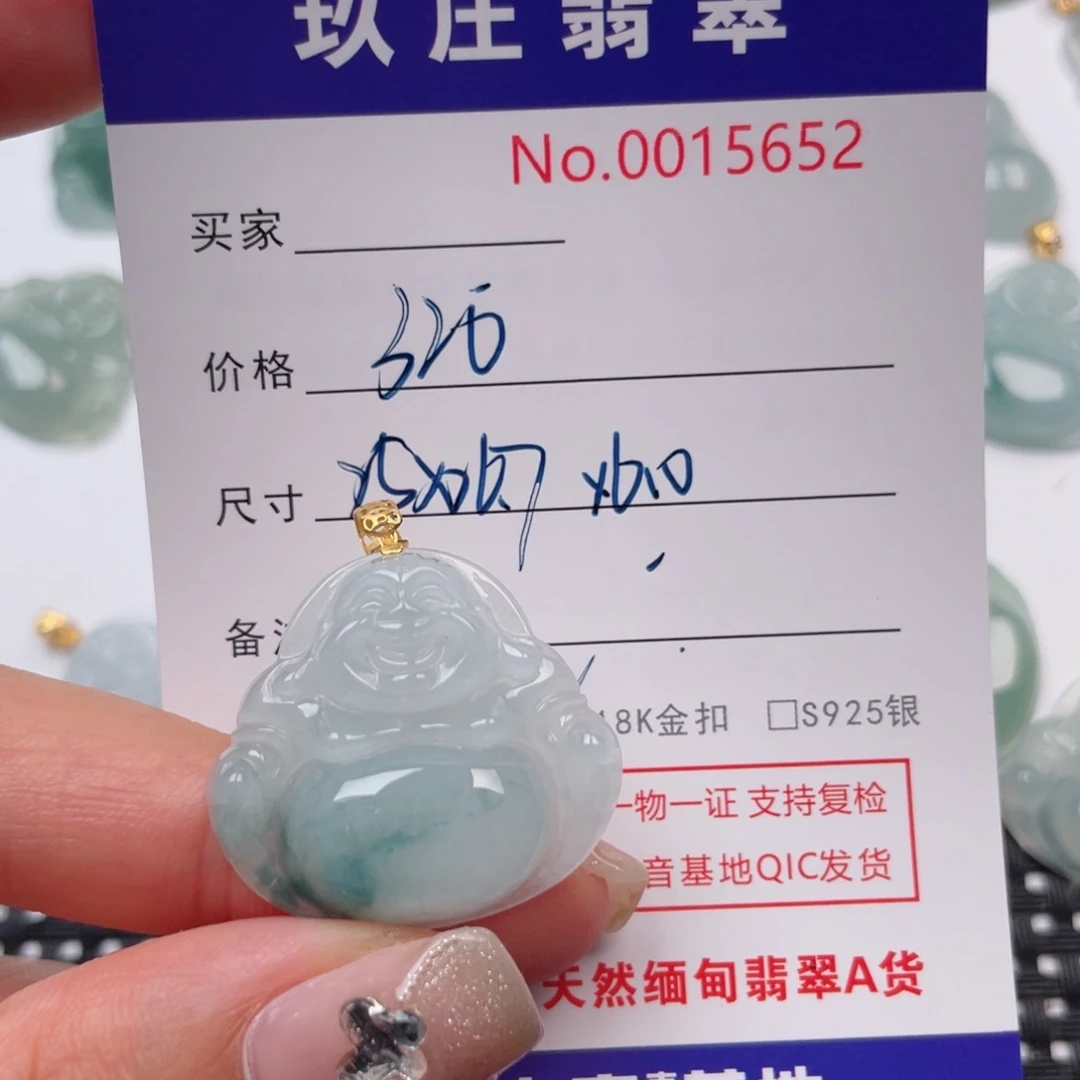 玖庄翡翠
No.0015652
买家
价格
尺寸
备
18K金扣 □S925银
一物一证 支持复检
音基地QIC发货
天然缅甸翡翠A货